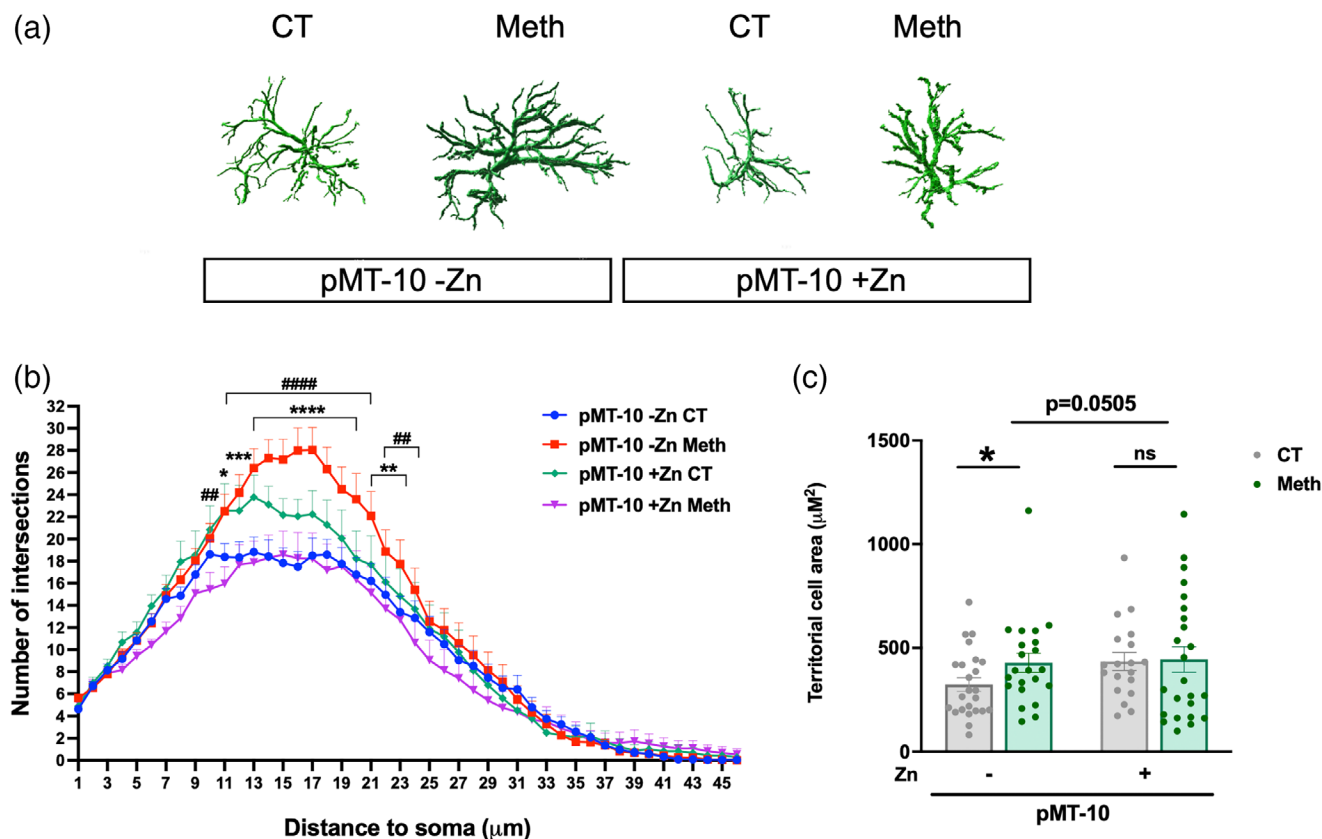 (a)
CT Meth CT Meth
pMT-10 -Zn pMT-10 +Zn
(b)
####
****
***
*
##
##
**
pMT-10 -Zn CT
pMT-10 -Zn Meth
pMT-10 +Zn CT
pMT-10 +Zn Meth
Number of intersections
32
30
28
26
24
22
20
18
16
14
12
10
8
6
4
2
0
1 3 5 7 9 11 13 15 17 19 21 23 25 27 29 31 33 35 37 39 41 43 45
Distance to soma (μm)
(c)
p=0.0505
* ns
CT
Meth
Territorial cell area (μM²)
1500
1000
500
0
Zn - +
pMT-10